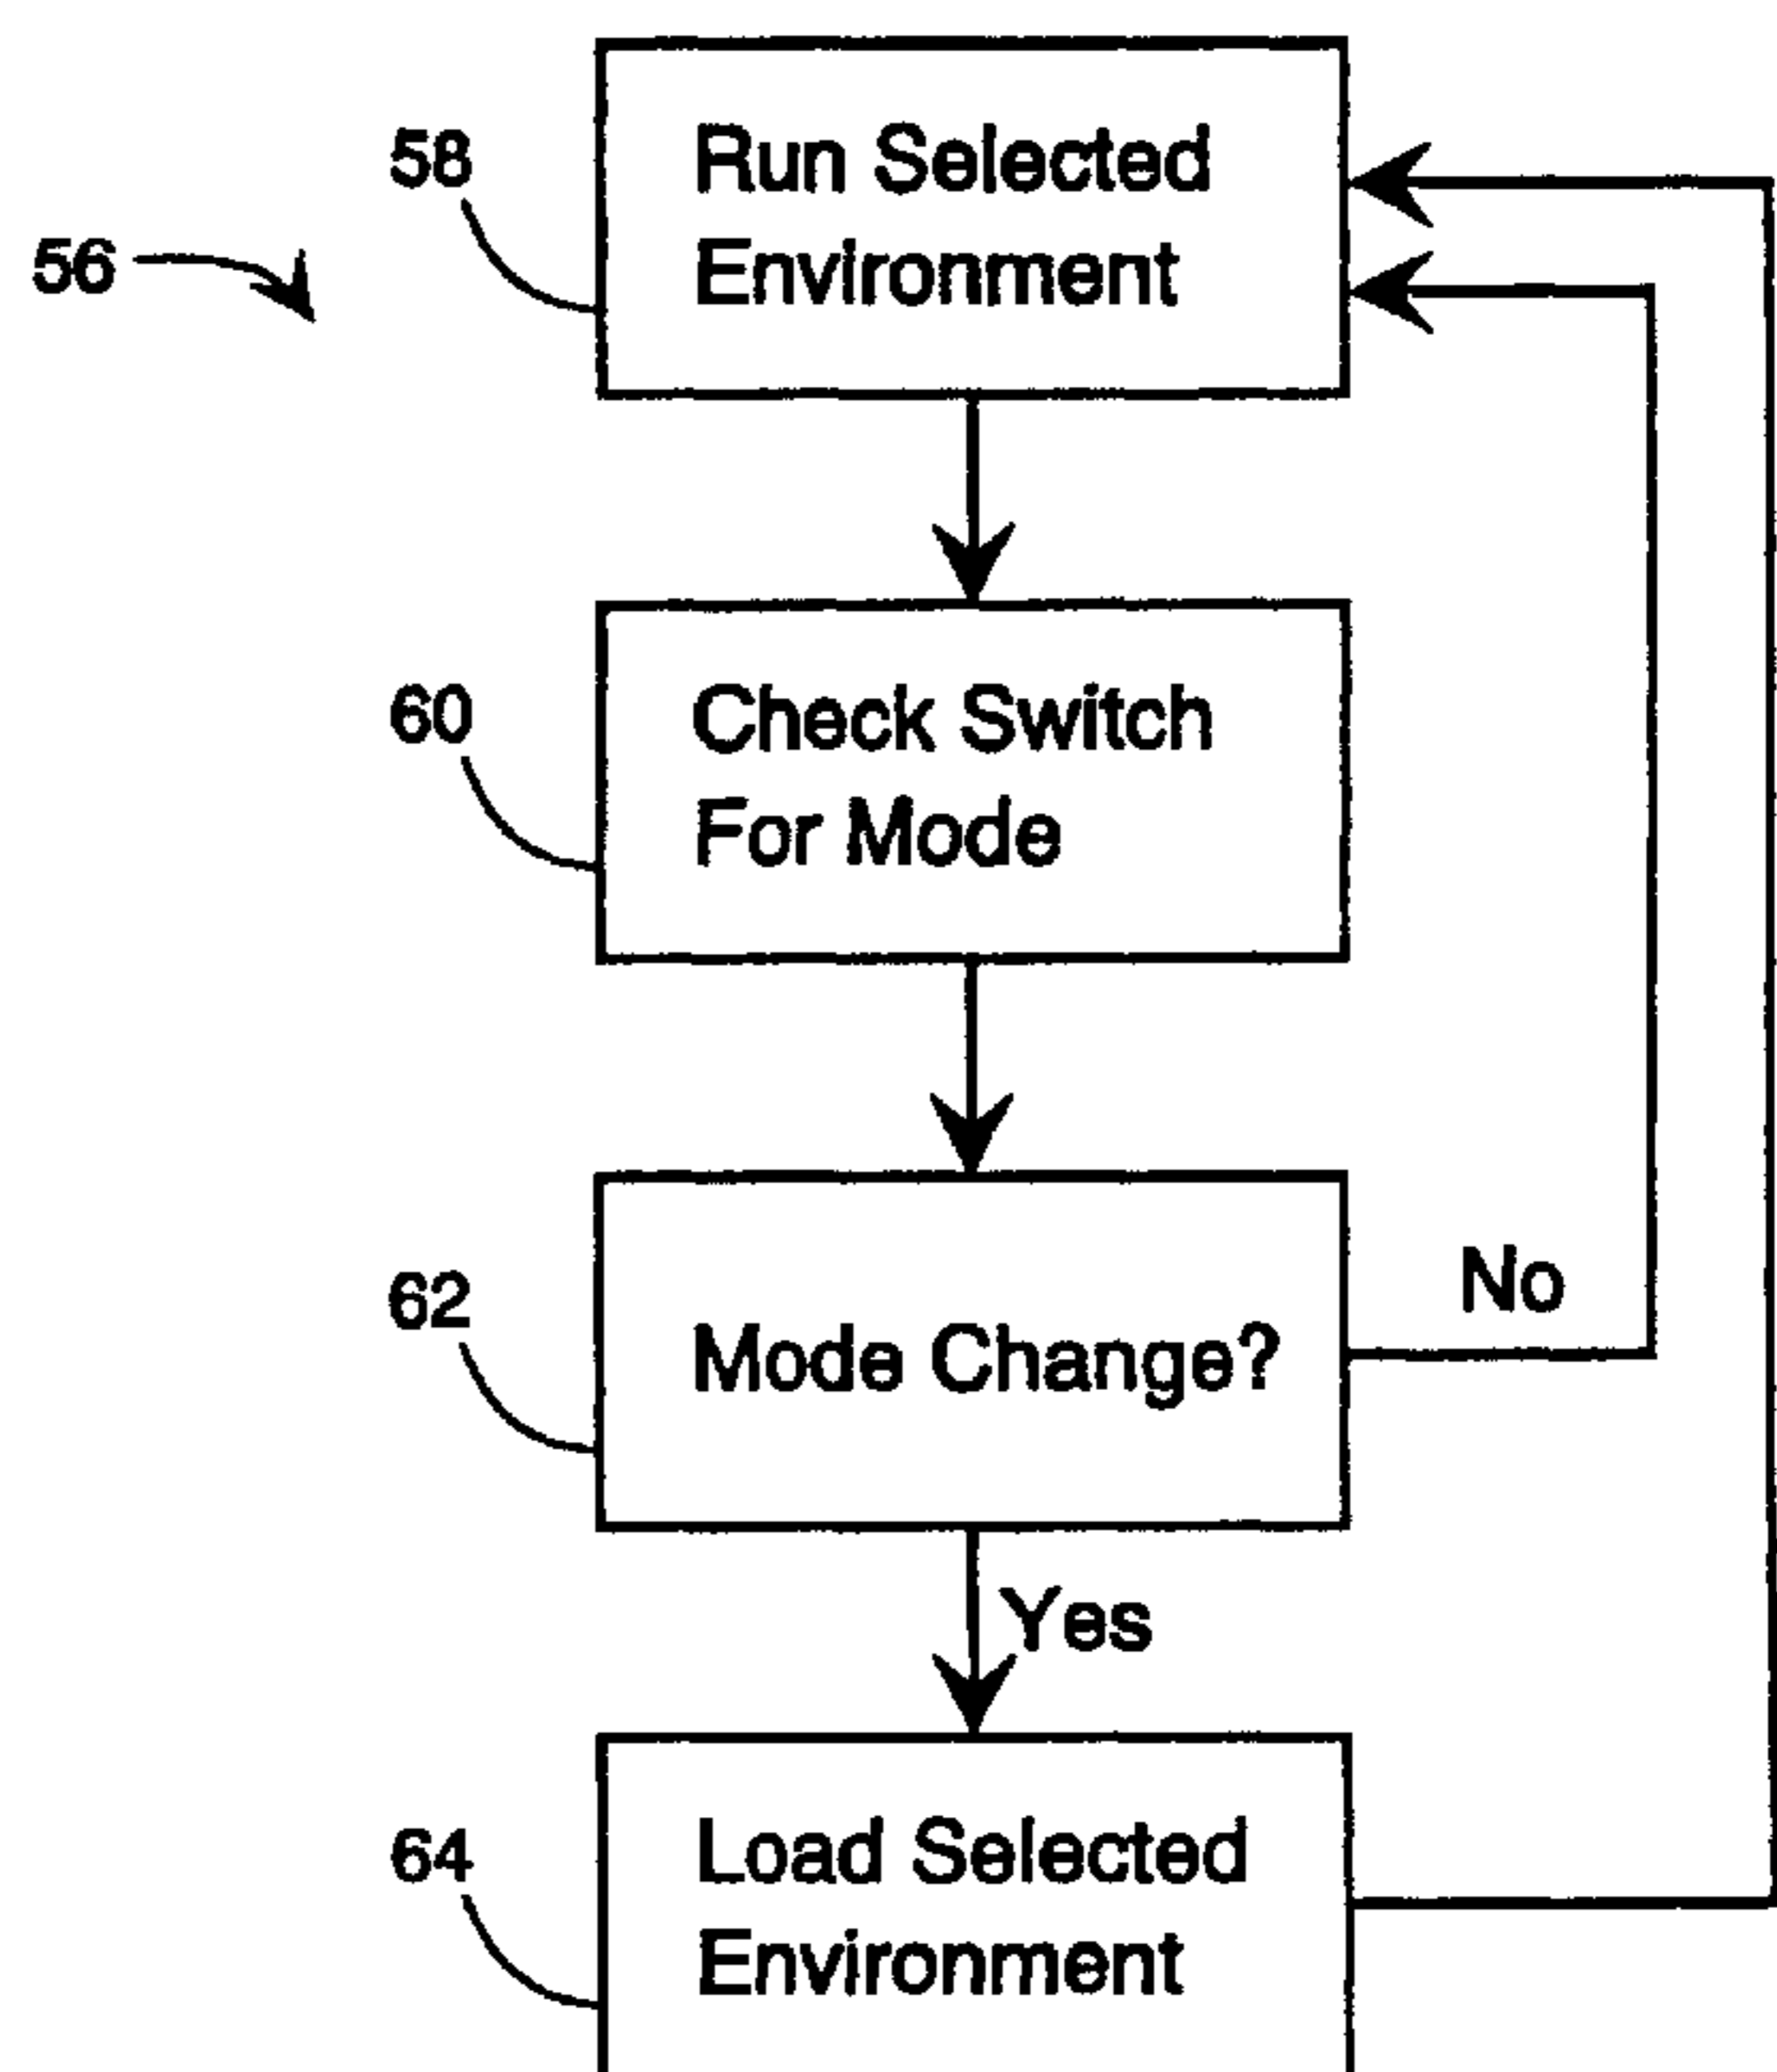 58
Run Selected
Environment
56
60
Check Switch
For Mode
62
Mode Change?
No
Yes
64
Load Selected
Environment